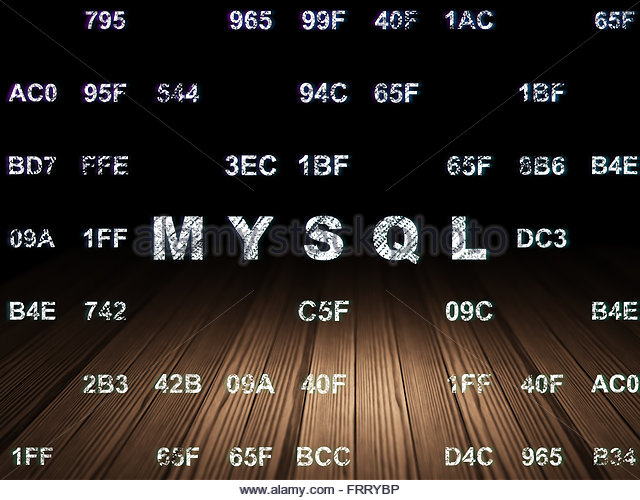 795 965 99F 40F 1AC 65F
AC0 95F 544 94C 65F 1BF
BD7 FFE 3EC 1BF 65F 8B6 B4E
09A 1FF MYSQL DC3
alamy stock photo
B4E 742 C5F 09C B4E
2B3 42B 09A 40F 1FF 40F AC0
1FF 65F 65F BCC D4C 965 B34
www.alamy.com - FRRYBP